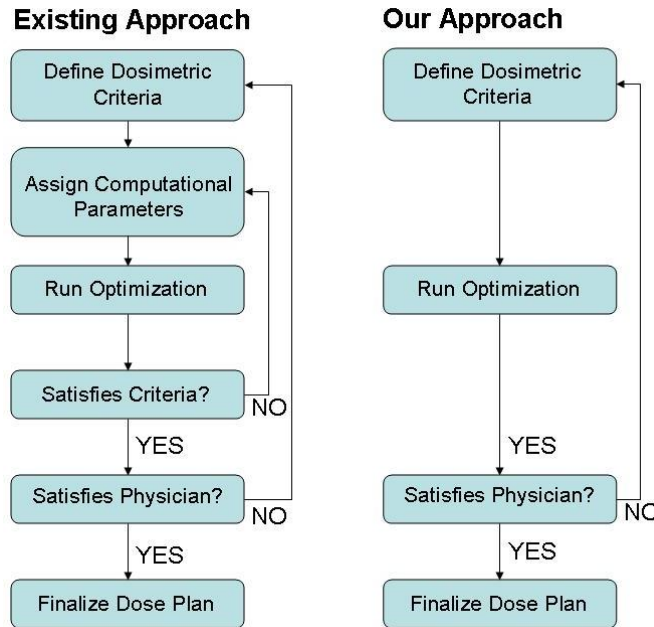 Existing Approach
Define Dosimetric
Criteria
Assign Computational
Parameters
Run Optimization
Satisfies Criteria?
NO
YES
Satisfies Physician?
NO
YES
Finalize Dose Plan
Our Approach
Define Dosimetric
Criteria
Run Optimization
YES
Satisfies Physician?
NO
YES
Finalize Dose Plan